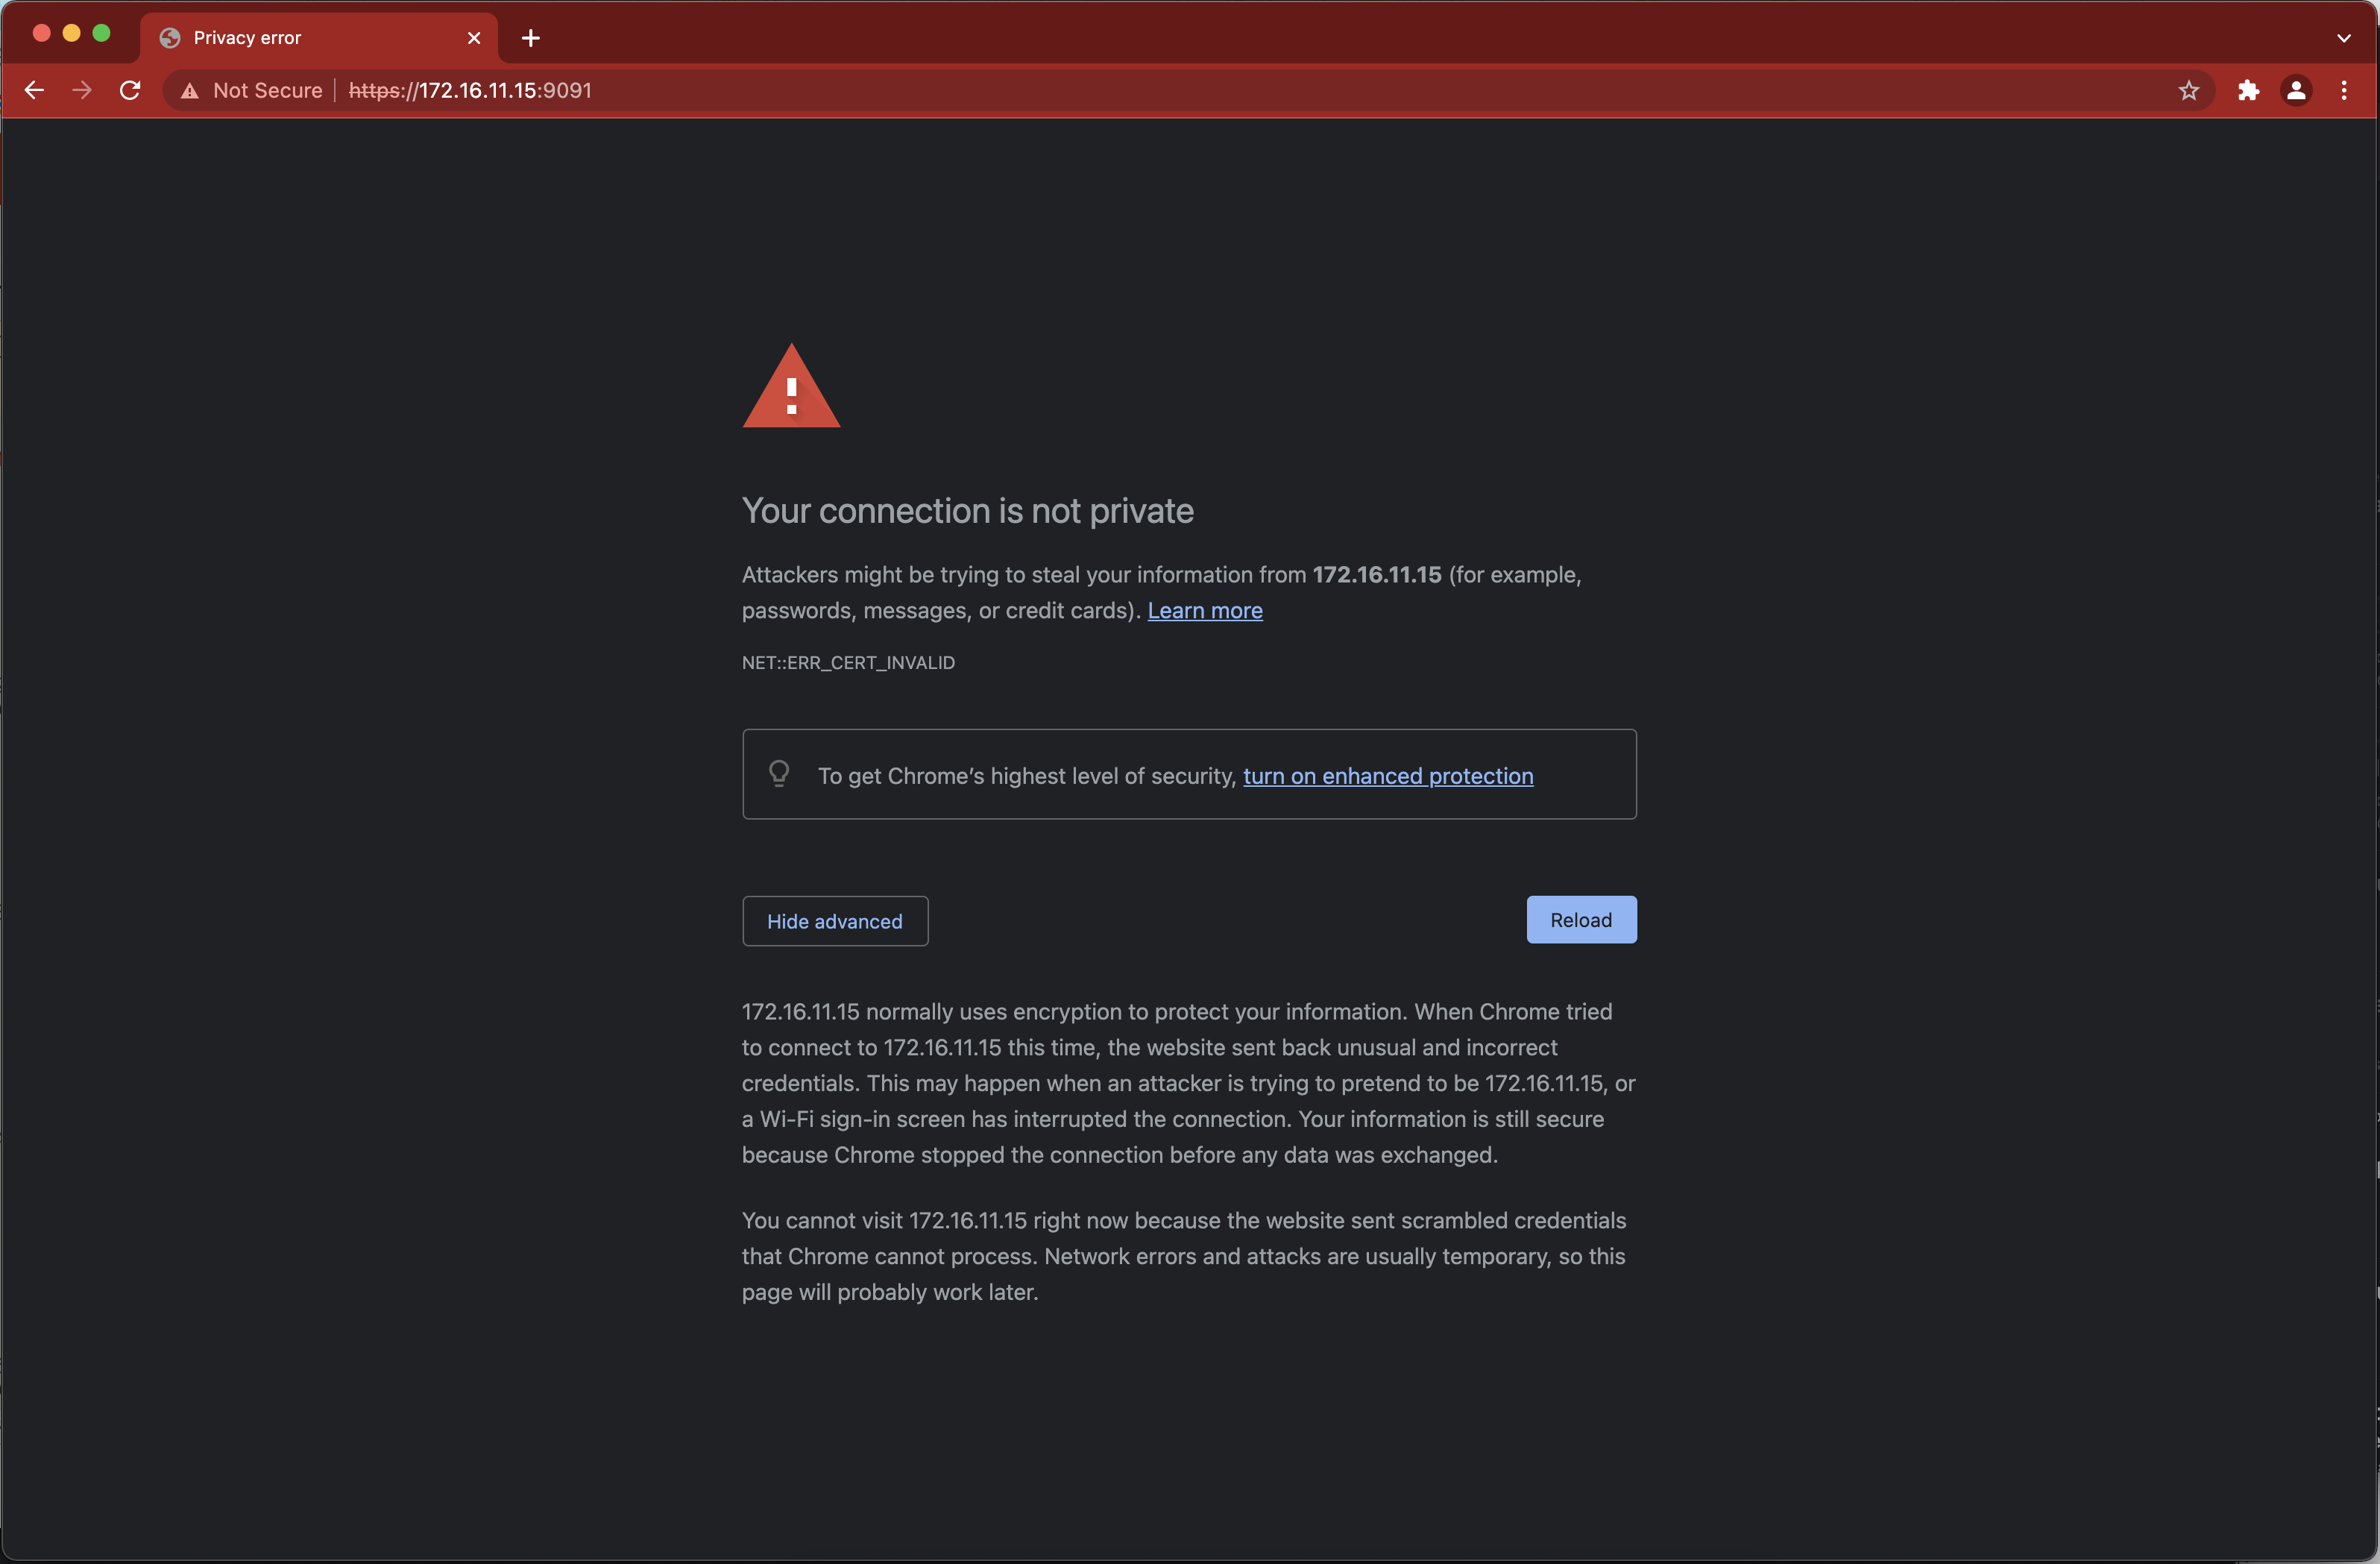 Privacy error
Not Secure https://172.16.11.15:9091
Your connection is not private
Attackers might be trying to steal your information from 172.16.11.15 (for example,
passwords, messages, or credit cards). Learn more
NET::ERR_CERT_INVALID
To get Chrome’s highest level of security, turn on enhanced protection
Hide advanced
Reload
172.16.11.15 normally uses encryption to protect your information. When Chrome tried
to connect to 172.16.11.15 this time, the website sent back unusual and incorrect
credentials. This may happen when an attacker is trying to pretend to be 172.16.11.15, or
a Wi-Fi sign-in screen has interrupted the connection. Your information is still secure
because Chrome stopped the connection before any data was exchanged.
You cannot visit 172.16.11.15 right now because the website sent scrambled credentials
that Chrome cannot process. Network errors and attacks are usually temporary, so this
page will probably work later.